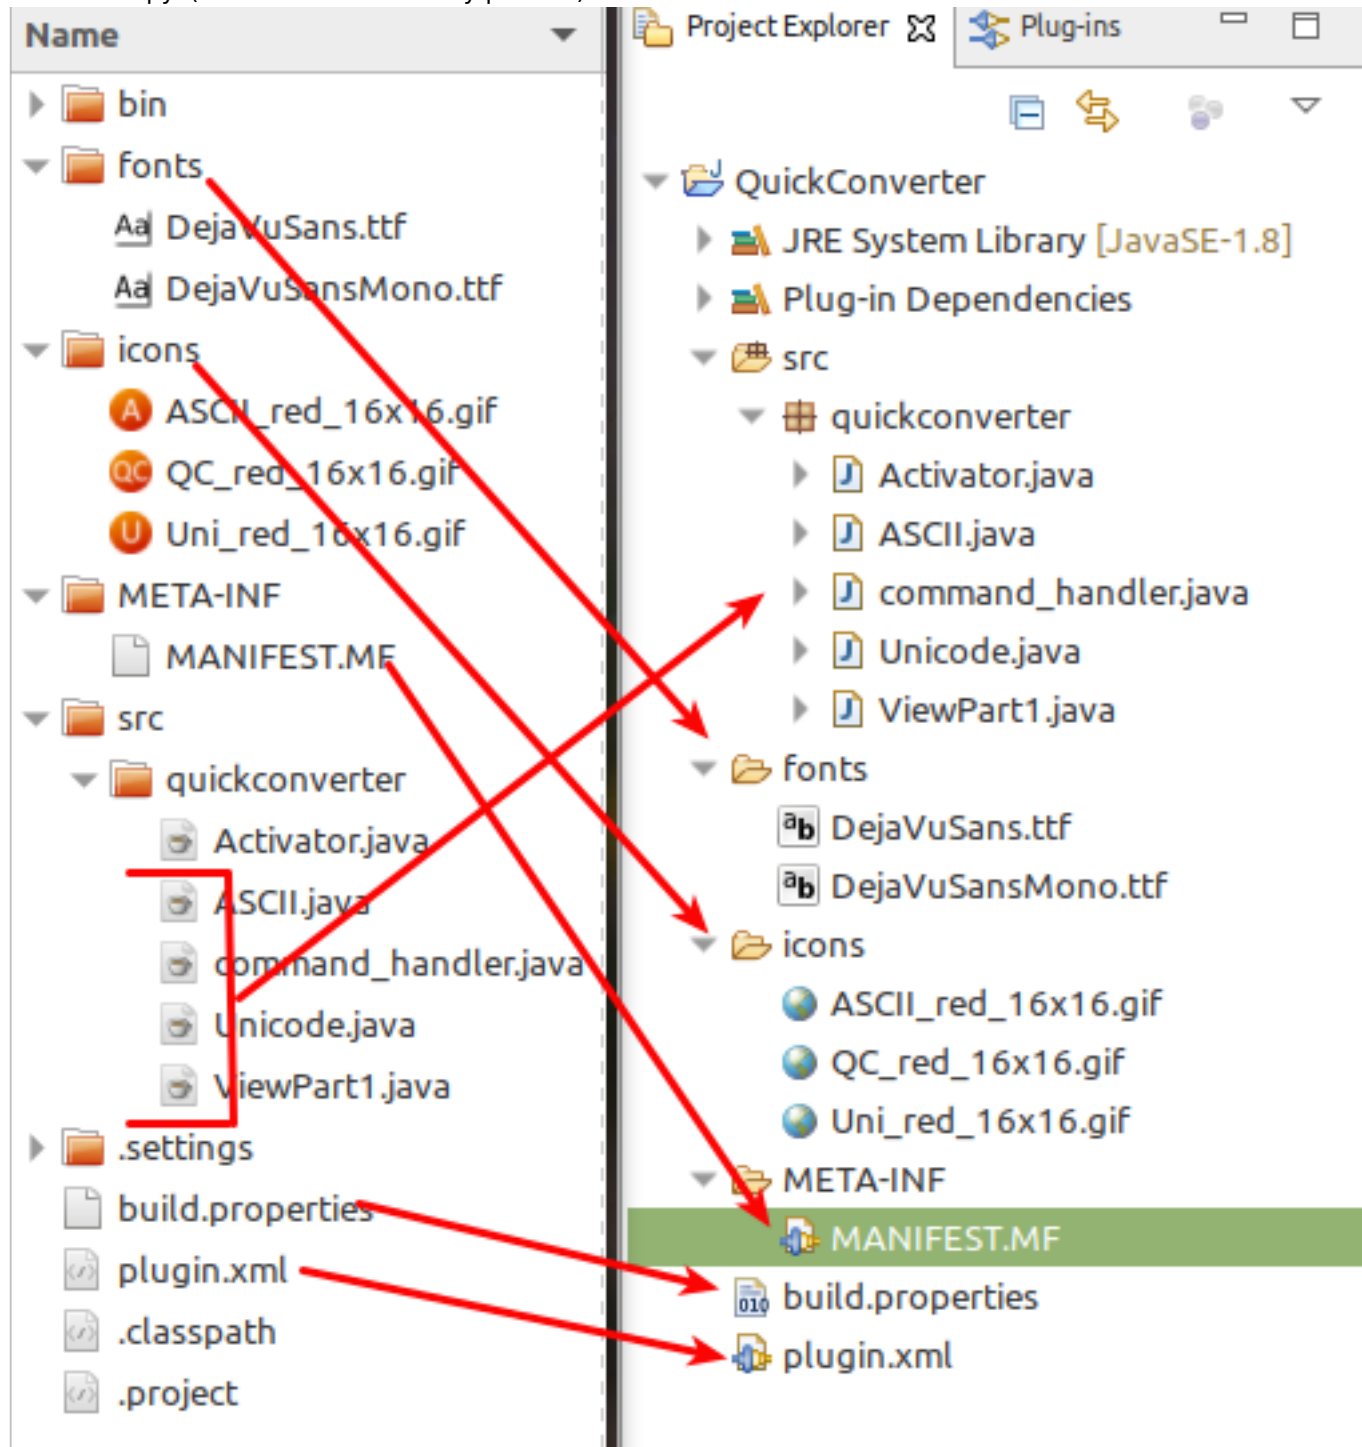 Name
bin
fonts
DejaVuSans.ttf
DejaVuSansMono.ttf
icons
ASCII_red_16x16.gif
QC_red_16x16.gif
Uni_red_16x16.gif
META-INF
MANIFEST.MF
src
quickconverter
Activator.java
ASCII.java
command_handler.java
Unicode.java
ViewPart1.java
.settings
build.properties
plugin.xml
.classpath
.project
Project Explorer Plug-ins
QuickConverter
JRE System Library [JavaSE-1.8]
Plug-in Dependencies
src
quickconverter
Activator.java
ASCII.java
command_handler.java
Unicode.java
ViewPart1.java
fonts
DejaVuSans.ttf
DejaVuSansMono.ttf
icons
ASCII_red_16x16.gif
QC_red_16x16.gif
Uni_red_16x16.gif
META-INF
MANIFEST.MF
build.properties
plugin.xml